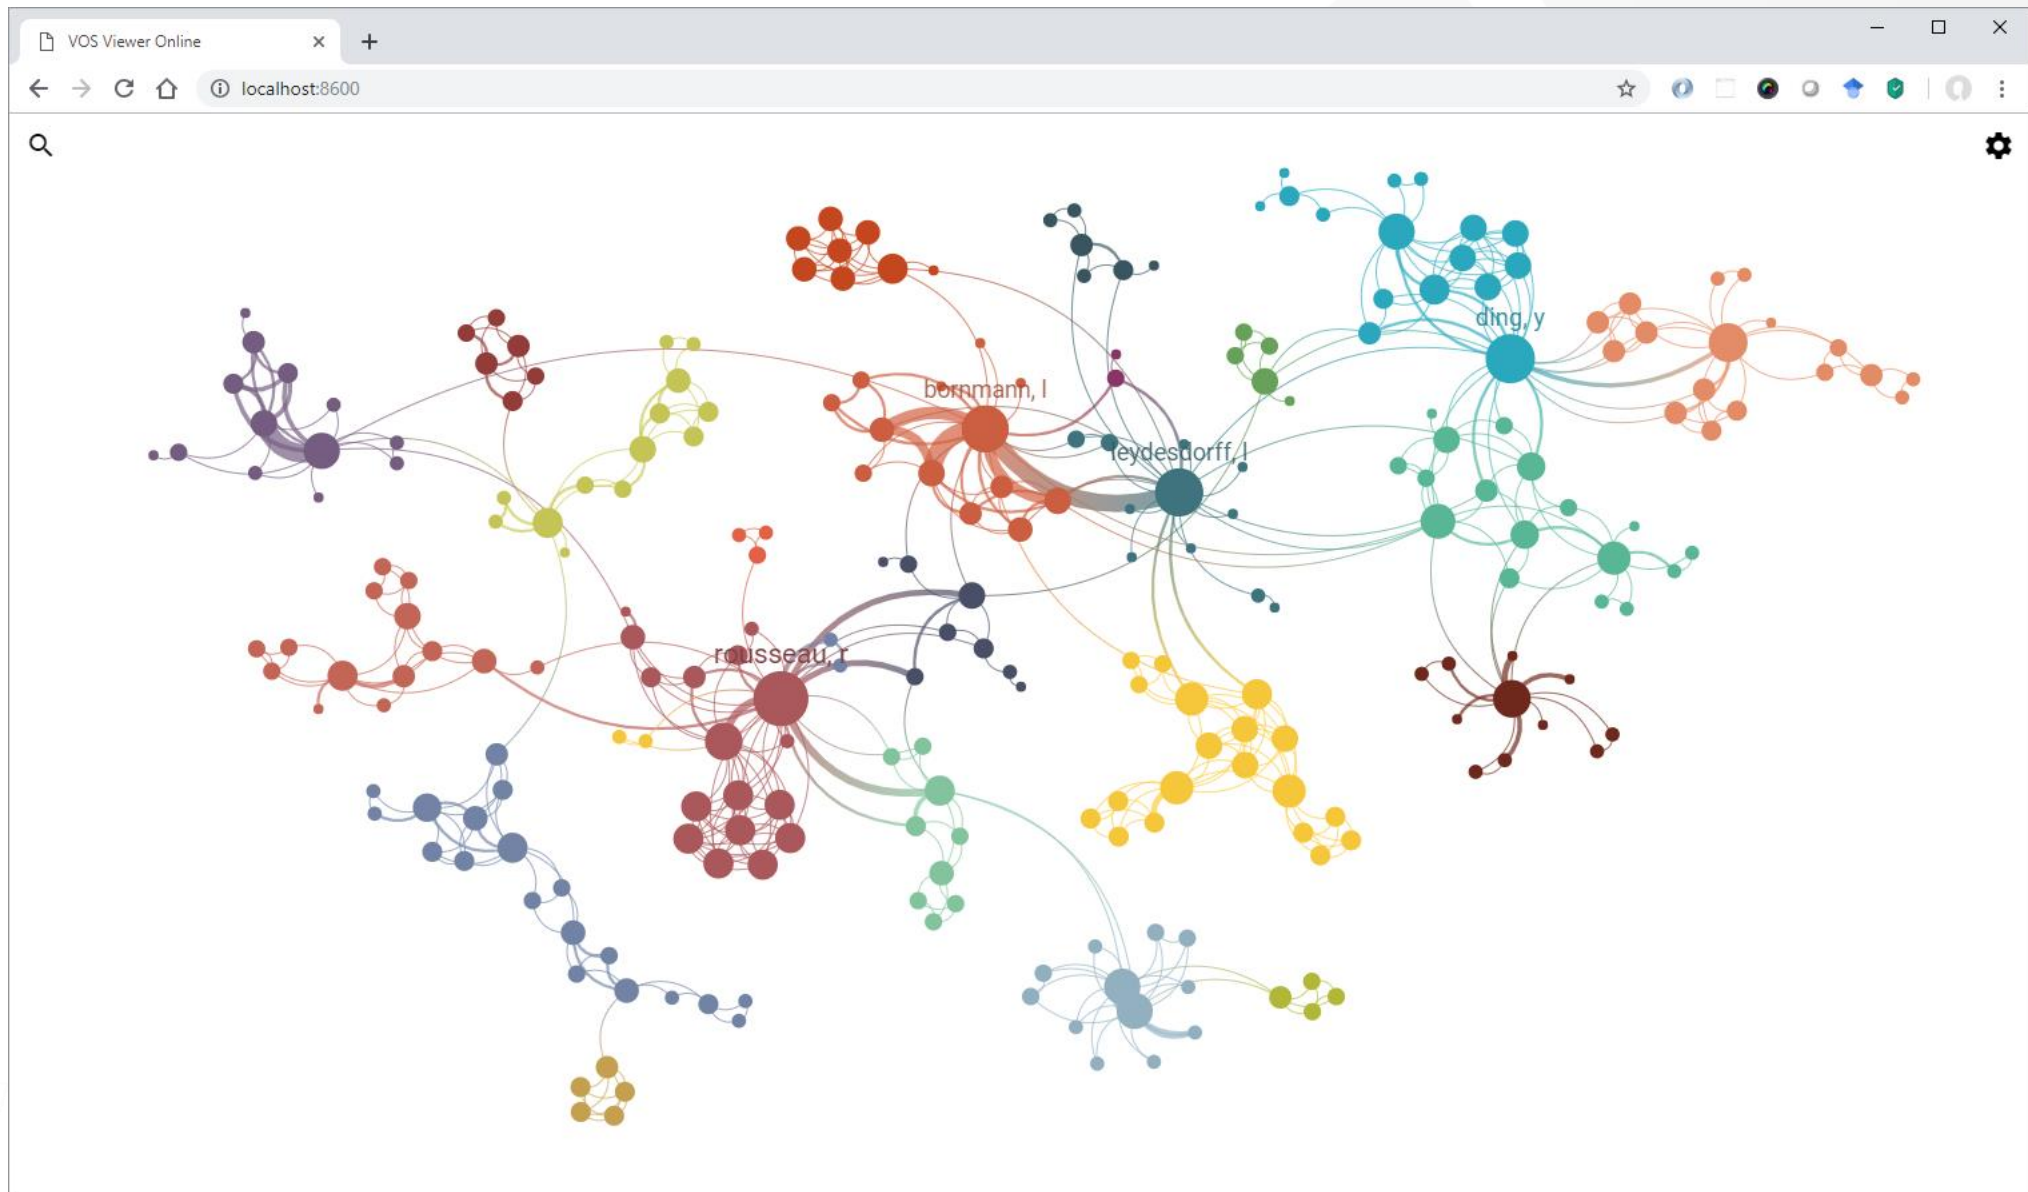 VOS Viewer Online
localhost:8600
ding, y
bornmann, l
leydesdorff, l
rousseau, r